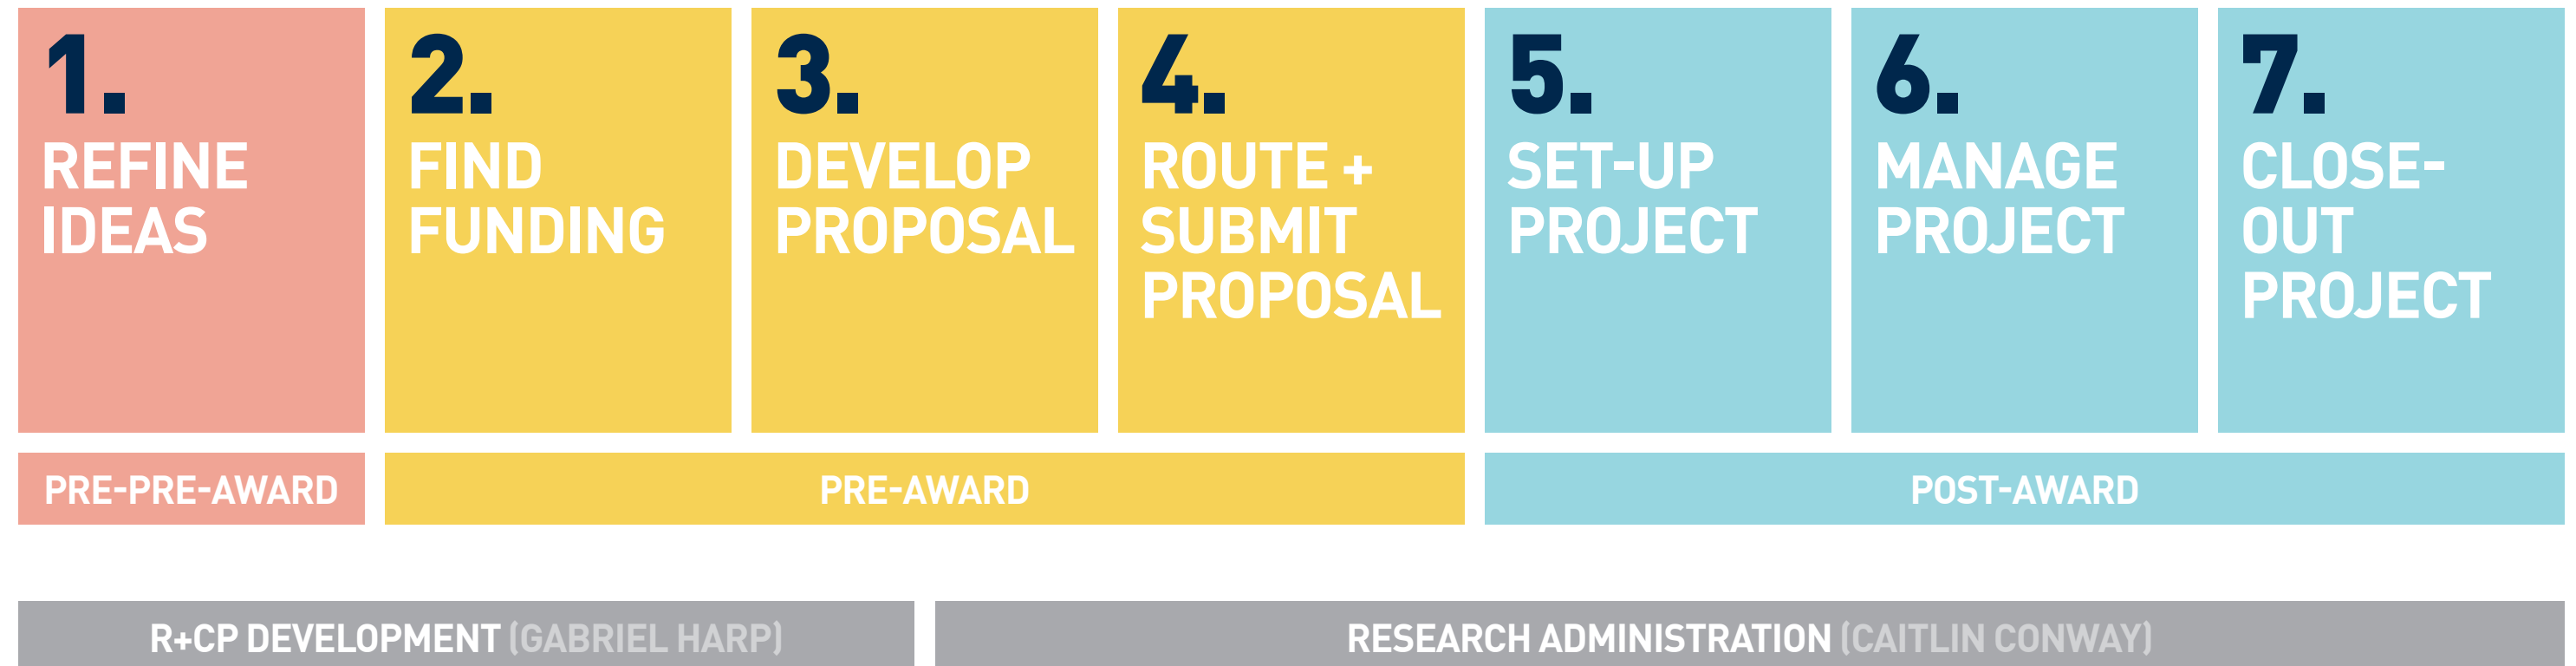 1.
REFINE
IDEAS
2.
FIND
FUNDING
3.
DEVELOP
PROPOSAL
4.
ROUTE +
SUBMIT
PROPOSAL
5.
SET-UP
PROJECT
6.
MANAGE
PROJECT
7.
CLOSE-
OUT
PROJECT
PRE-PRE-AWARD
PRE-AWARD
POST-AWARD
R+CP DEVELOPMENT (GABRIEL HARP)
RESEARCH ADMINISTRATION (CAITLIN CONWAY)